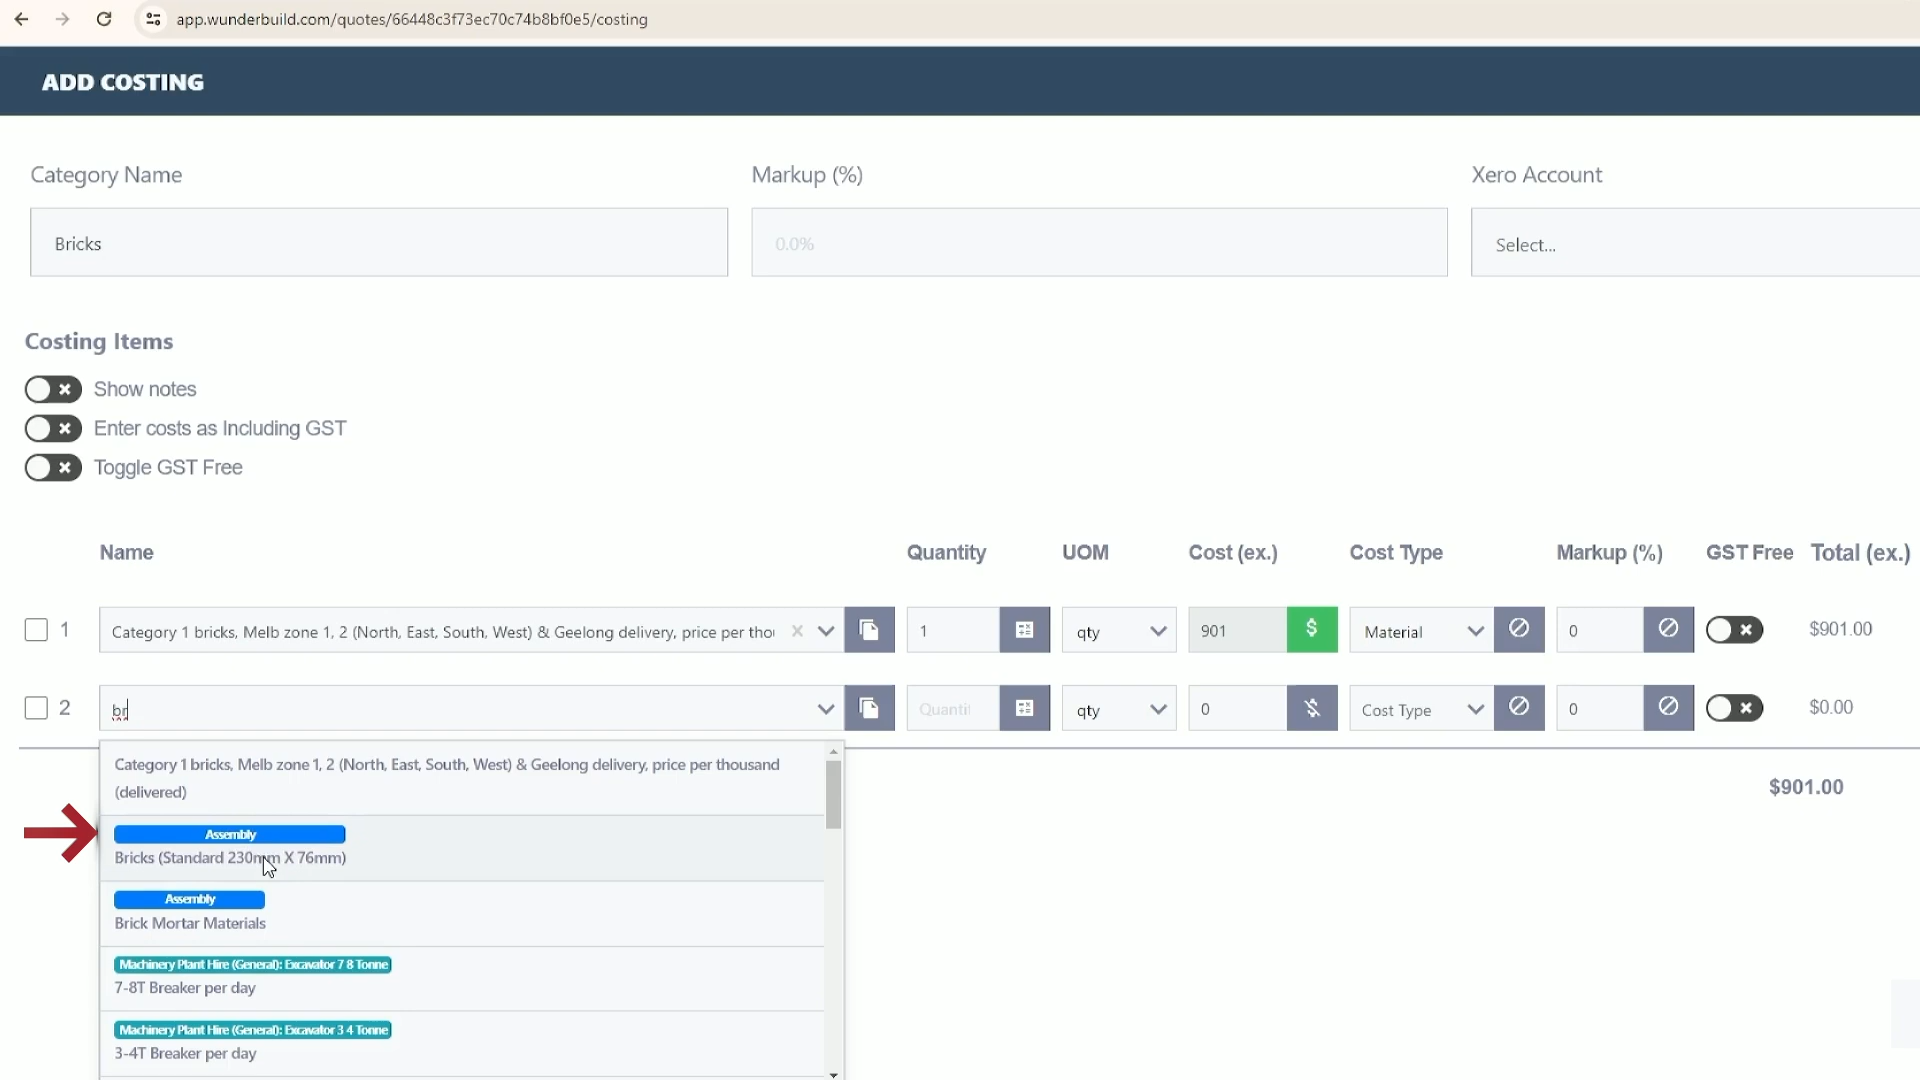 app.wunderbuild.com/quotes/66448c3f73ec70c74b8bf0e5/costing
ADD COSTING
Category Name
Markup (%)
Xero Account
Bricks
0.0%
Select...
Costing Items
Show notes
Enter costs as Including GST
Toggle GST Free
Name
Quantity
UOM
Cost (ex.)
Cost Type
Markup (%)
GST Free
Total (ex.)
1
Category 1 bricks, Melb zone 1, 2 (North, East, South, West) & Geelong delivery, price per thou
1
qty
901
$
Material
0
$901.00
2
br
Quantit
qty
0
Cost Type
0
$0.00
Category 1 bricks, Melb zone 1, 2 (North, East, South, West) & Geelong delivery, price per thousand
(delivered)
$901.00
Assembly
Bricks (Standard 230mm X 76mm)
Assembly
Brick Mortar Materials
Machinery Plant Hire (General): Excavator 7 8 Tonne
7-8T Breaker per day
Machinery Plant Hire (General): Excavator 3 4 Tonne
3-4T Breaker per day